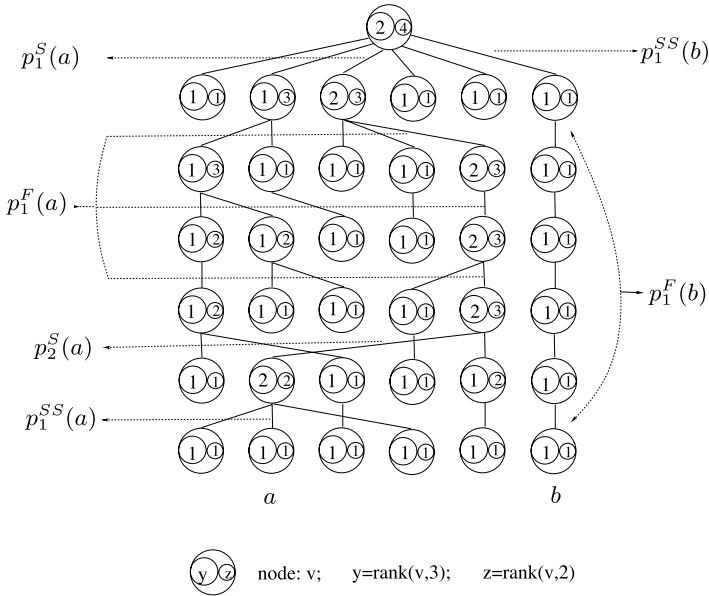 2 4
p_1^S(a) p_1^{SS}(b)
1 1 1 3 2 3 1 1 1 1 1 1
1 3 1 1 1 1 1 1 2 3 1 1
p_1^F(a)
1 2 1 2 1 1 1 1 2 3 1 1
p_1^F(b)
1 2 1 1 1 1 1 1 2 3 1 1
p_2^S(a)
1 1 2 2 1 1 1 1 1 2 1 1
p_1^{SS}(a)
1 1 1 1 1 1 1 1 1 1 1 1
a b
y z node: v; y=rank(v,3); z=rank(v,2)